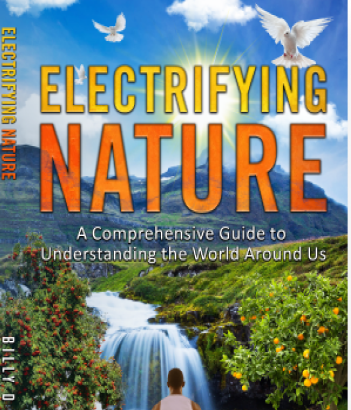 ELECTRIFYING NATURE
BILLY D
ELECTRIFYING
NATURE
A Comprehensive Guide to
Understanding the World Around Us